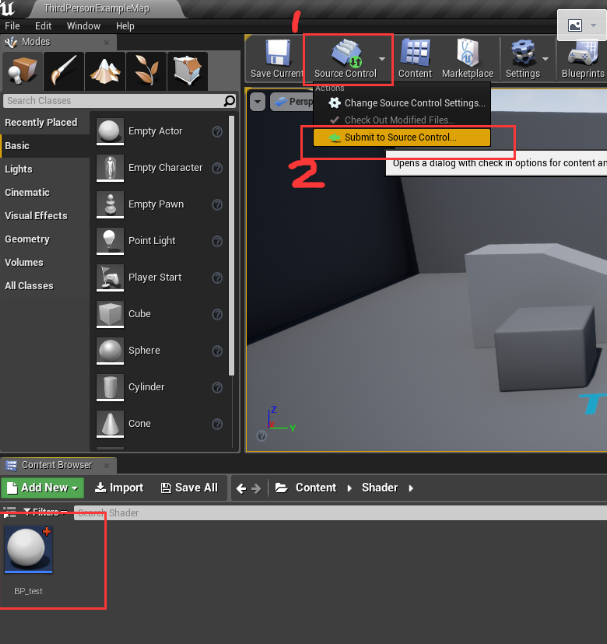 ThirdPersonExampleMap
File Edit Window Help
1
Modes
Search Classes
Recently Placed
Basic
Lights
Cinematic
Visual Effects
Geometry
Volumes
All Classes
Empty Actor
Empty Character
Empty Pawn
Point Light
Player Start
Cube
Sphere
Cylinder
Cone
Save Current Source Control Content Marketplace Settings Blueprints
Persp
Actions
Change Source Control Settings...
Check Out Modified Files...
Submit to Source Control...
Opens a dialog with check in options for content an
2
Z
Y
T
Content Browser
Add New Import Save All Content Shader
Filters Search Shader
BP_test